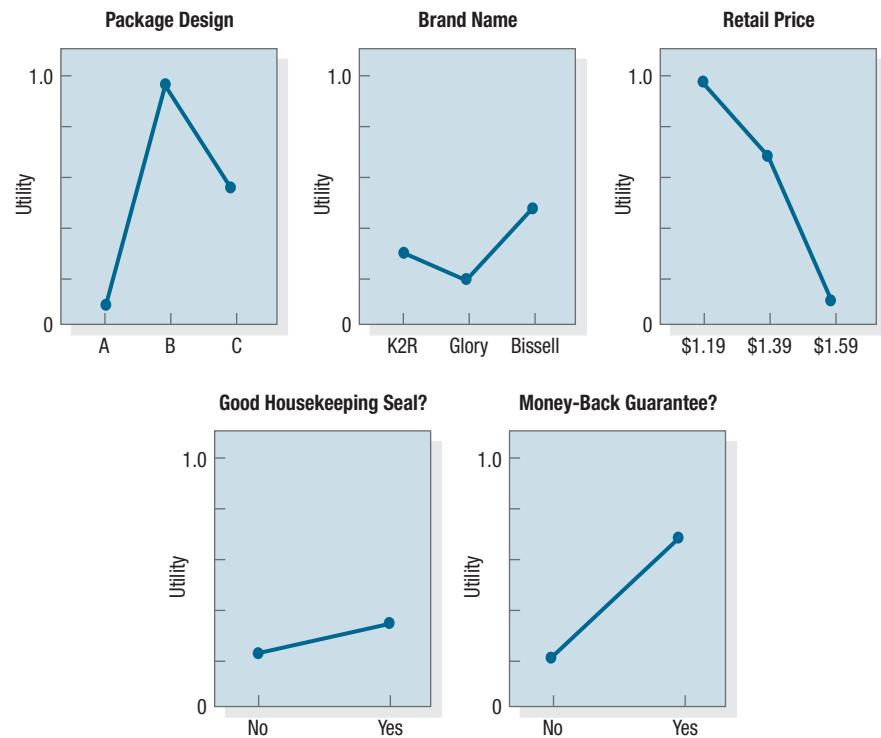 Package Design
1.0
Utility
0
A B C
Brand Name
1.0
Utility
0
K2R Glory Bissell
Retail Price
1.0
Utility
0
$1.19 $1.39 $1.59
Good Housekeeping Seal?
1.0
Utility
0
No Yes
Money-Back Guarantee?
1.0
Utility
0
No Yes